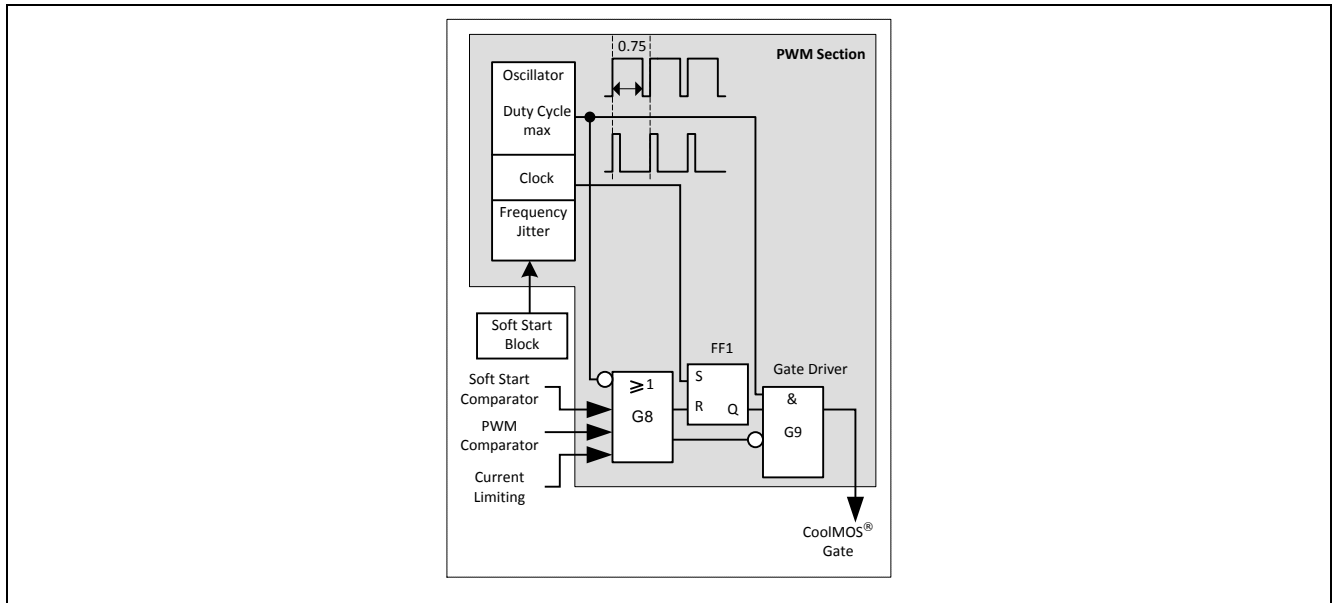 0.75
PWM Section
Oscillator
Duty Cycle
max
Clock
Frequency
Jitter
Soft Start
Block
FF1
Gate Driver
Soft Start
Comparator
PWM
Comparator
Current
Limiting
⩾1
G8
S
R Q
&
G9
CoolMOS®
Gate